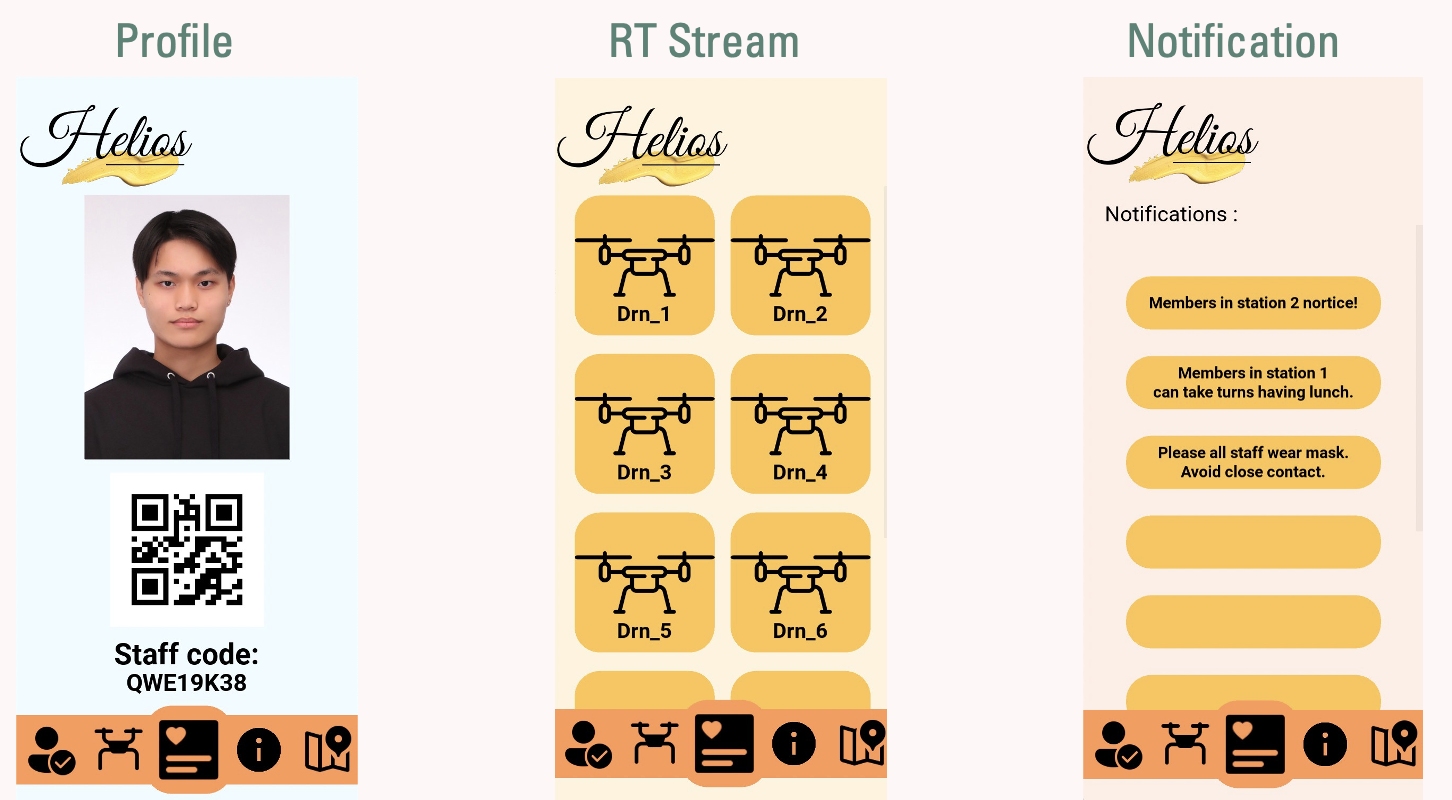 Profile
RT Stream
Notification
Helios
Staff code:
QWE19K38
Helios
Drn_1
Drn_2
Drn_3
Drn_4
Drn_5
Drn_6
Helios
Notifications :
Members in station 2 nortice!
Members in station 1
can take turns having lunch.
Please all staff wear mask.
Avoid close contact.